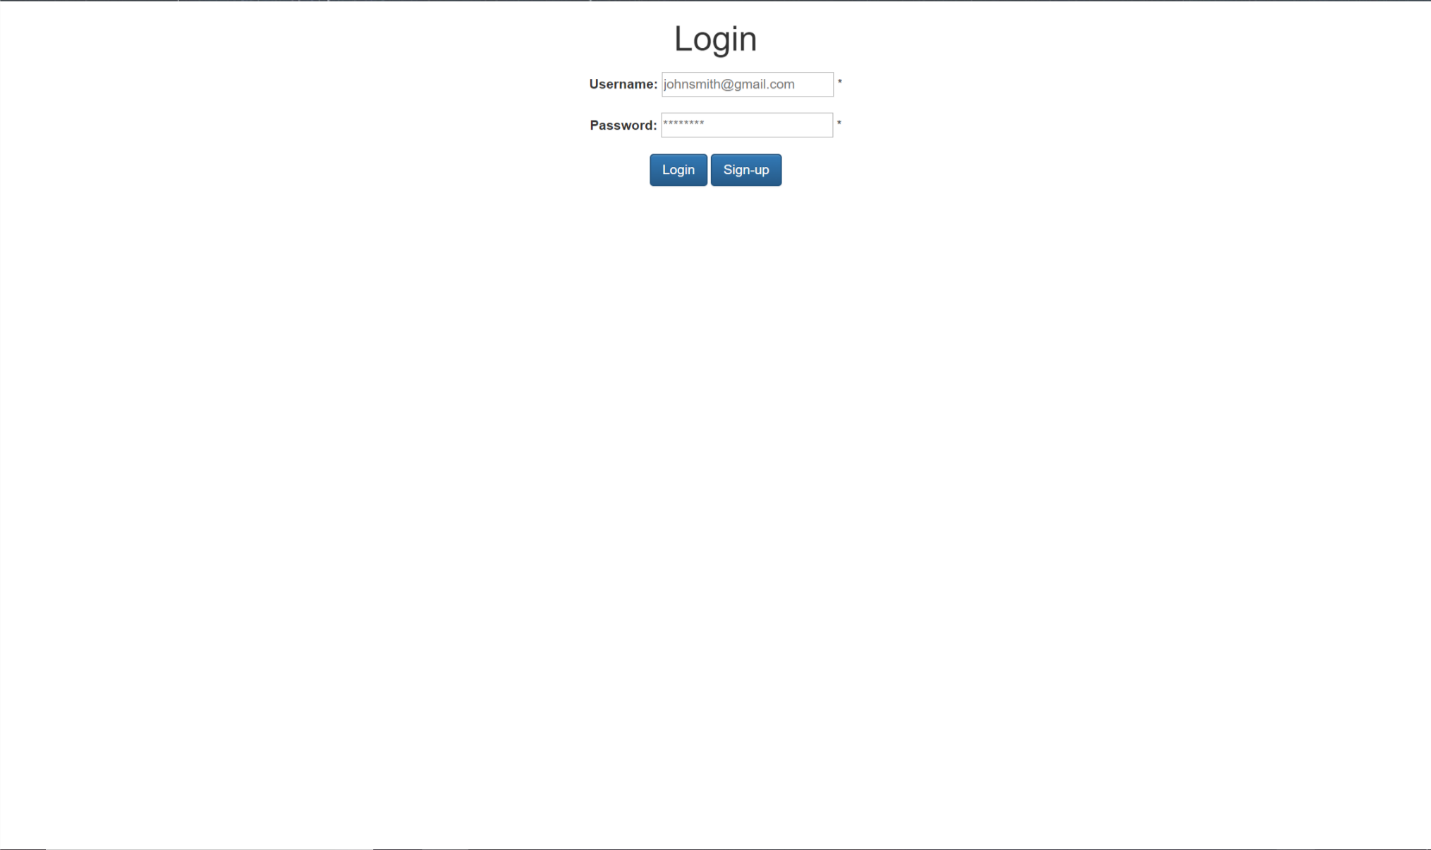 Login
Username: johnsmith@gmail.com *
Password: ******** *
Login Sign-up